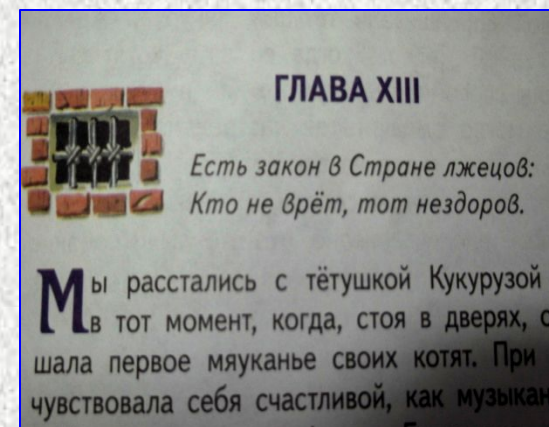 ГЛАВА XIII
Есть закон в Стране лжецов:
Кто не врёт, тот нездоров.
Мы расстались с тётушкой Кукурузой
в тот момент, когда, стоя в дверях,
шала первое мяуканье своих котят. При
чувствовала себя счастливой, как